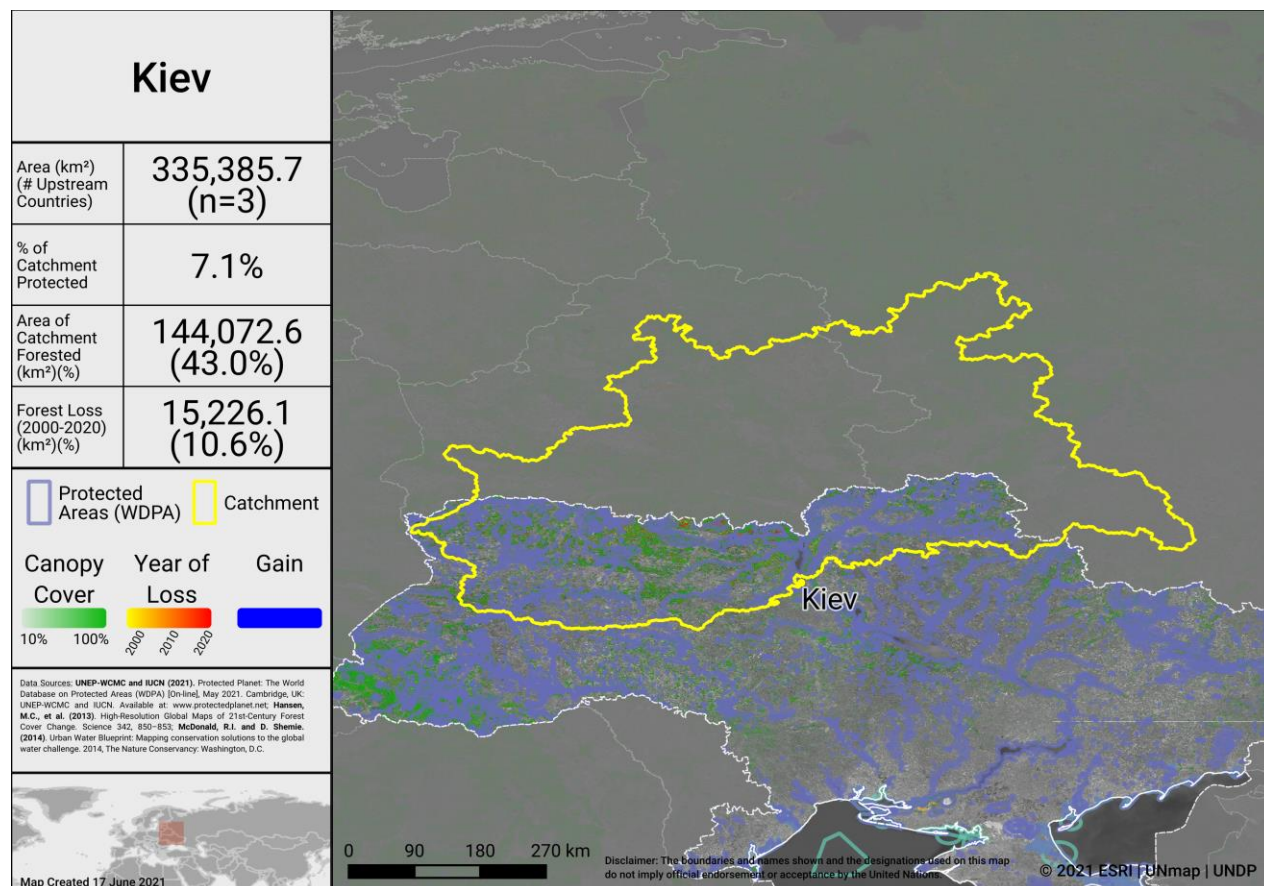 Kiev
Area (km²)
(# Upstream
Countries)
335,385.7
(n=3)
% of
Catchment
Protected
7.1%
Area of
Catchment
Forested
(km²)(%)
144,072.6
(43.0%)
Forest Loss
(2000-2020)
(km²)(%)
15,226.1
(10.6%)
Protected
Areas (WDPA)
Catchment
Canopy
Cover
10% 100%
Year of
Loss
2000 2010 2020
Gain
Data Sources: UNEP-WCMC and IUCN (2021). Protected Planet: The World
Database on Protected Areas (WDPA) [On-line], May 2021. Cambridge, UK:
UNEP-WCMC and IUCN. Available at: www.protectedplanet.net; Hansen,
M.C., et al. (2013). High-Resolution Global Maps of 21st-Century Forest
Cover Change. Science 342, 850–853; McDonald, R.I. and D. Shemie.
(2014). Urban Water Blueprint: Mapping conservation solutions to the global
water challenge. 2014, The Nature Conservancy: Washington, D.C.
Map Created 17 June 2021
Kiev
0 90 180 270 km
Disclaimer: The boundaries and names shown and the designations used on this map
do not imply official endorsement or acceptance by the United Nations.
© 2021 ESRI | UNmap | UNDP